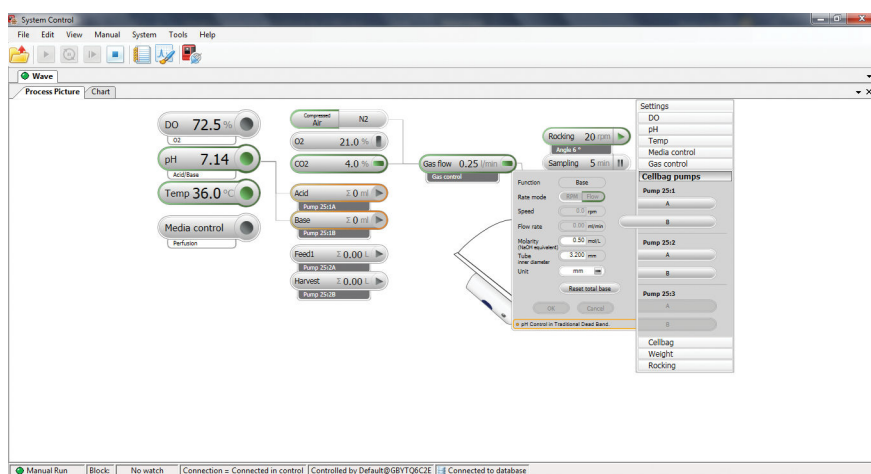 System Control
File Edit View Manual System Tools Help
Wave
Process Picture Chart
DO 72.5 %
O2
pH 7.14
Acid/Base
Temp 36.0 °C
Media control
Perfusion
Compressed
Air N2
O2 21.0 %
CO2 4.0 %
Acid Σ 0 ml
Pump 25:1A
Base Σ 0 ml
Pump 25:1B
Feed1 Σ 0.00 L
Pump 25:2A
Harvest Σ 0.00 L
Pump 25:2B
Gas flow 0.25 l/min
Gas control
Rocking 20 rpm
Angle 6 °
Sampling 5 min
Function Base
Rate mode RPM Flow
Speed 0.0 rpm
Flow rate 0.00 ml/min
Molarity 0.50 mol/L
(NaOH equivalent)
Tube 3.200 mm
inner diameter
Unit mm
Reset total base
OK Cancel
pH Control in Traditional Dead Band.
Settings
DO
pH
Temp
Media control
Gas control
Cellbag pumps
Pump 25:1
A
B
Pump 25:2
A
B
Pump 25:3
A
B
Cellbag
Weight
Rocking
Manual Run Block: No watch Connection = Connected in control Controlled by Default@GBYTQ6C2E Connected to database